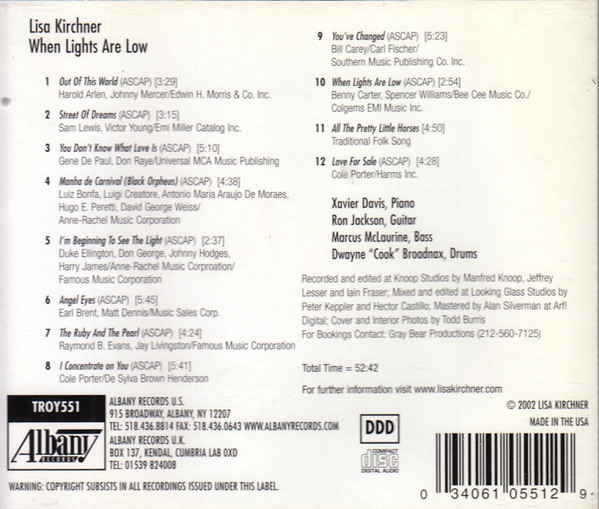 Lisa Kirchner
When Lights Are Low
1 Out Of This World (ASCAP) [3:29]
Harold Arlen, Johnny Mercer/Edwin H. Morris & Co. Inc.
2 Street Of Dreams (ASCAP) [3:15]
Sam Lewis, Victor Young/Emi Miller Catalog Inc.
3 You Don't Know What Love Is (ASCAP) [5:10]
Gene De Paul, Don Raye/Universal MCA Music Publishing
4 Manha de Carnival (Black Orpheus) (ASCAP) [4:38]
Luiz Bonfa, Luigi Creatore, Antonio Maria Araujo De Moraes,
Hugo E. Peretti, David George Weiss/
Anne-Rachel Music Corporation
5 I'm Beginning To See The Light (ASCAP) [2:37]
Duke Ellington, Don George, Johnny Hodges,
Harry James/Anne-Rachel Music Corproation/
Famous Music Corporation
6 Angel Eyes (ASCAP) [5:45]
Earl Brent, Matt Dennis/Music Sales Corp.
7 The Ruby And The Pearl (ASCAP) [4:24]
Raymond B. Evans, Jay Livingston/Famous Music Corporation
8 I Concentrate on You (ASCAP) [5:41]
Cole Porter/De Sylva Brown Henderson
9 You've Changed (ASCAP) [5:23]
Bill Carey/Carl Fischer/
Southern Music Publishing Co. Inc.
10 When Lights Are Low (ASCAP) [2:54]
Benny Carter, Spencer Williams/Bee Cee Music Co./
Colgems EMI Music Inc.
11 All The Pretty Little Horses [4:50]
Traditional Folk Song
12 Love For Sale (ASCAP) [4:28]
Cole Porter/Harms Inc.
Xavier Davis, Piano
Ron Jackson, Guitar
Marcus McLaurine, Bass
Dwayne "Cook" Broadnax, Drums
Recorded and edited at Knoop Studios by Manfred Knoop, Jeffrey
Lesser and Iain Fraser; Mixed and edited at Looking Glass Studios by
Peter Keppler and Hector Castillo; Mastered by Alan Silverman at Arf!
Digital; Cover and Interior Photos by Todd Burris
For Bookings Contact: Gray Bear Productions (212-560-7125)
Total Time = 52:42
For further information visit www.lisakirchner.com
TROY551
Albany
RECORDS
ALBANY RECORDS U.S.
915 BROADWAY, ALBANY, NY 12207
TEL: 518.436.8814 FAX: 518.436.0643 WWW.ALBANYRECORDS.COM
ALBANY RECORDS U.K.
BOX 137, KENDAL, CUMBRIA LA8 0XD
TEL: 01539 824008
WARNING: COPYRIGHT SUBSISTS IN ALL RECORDINGS ISSUED UNDER THIS LABEL.
DDD
COMPACT
disc
DIGITAL AUDIO
© 2002 LISA KIRCHNER
MADE IN THE USA
0 34061 05512 9